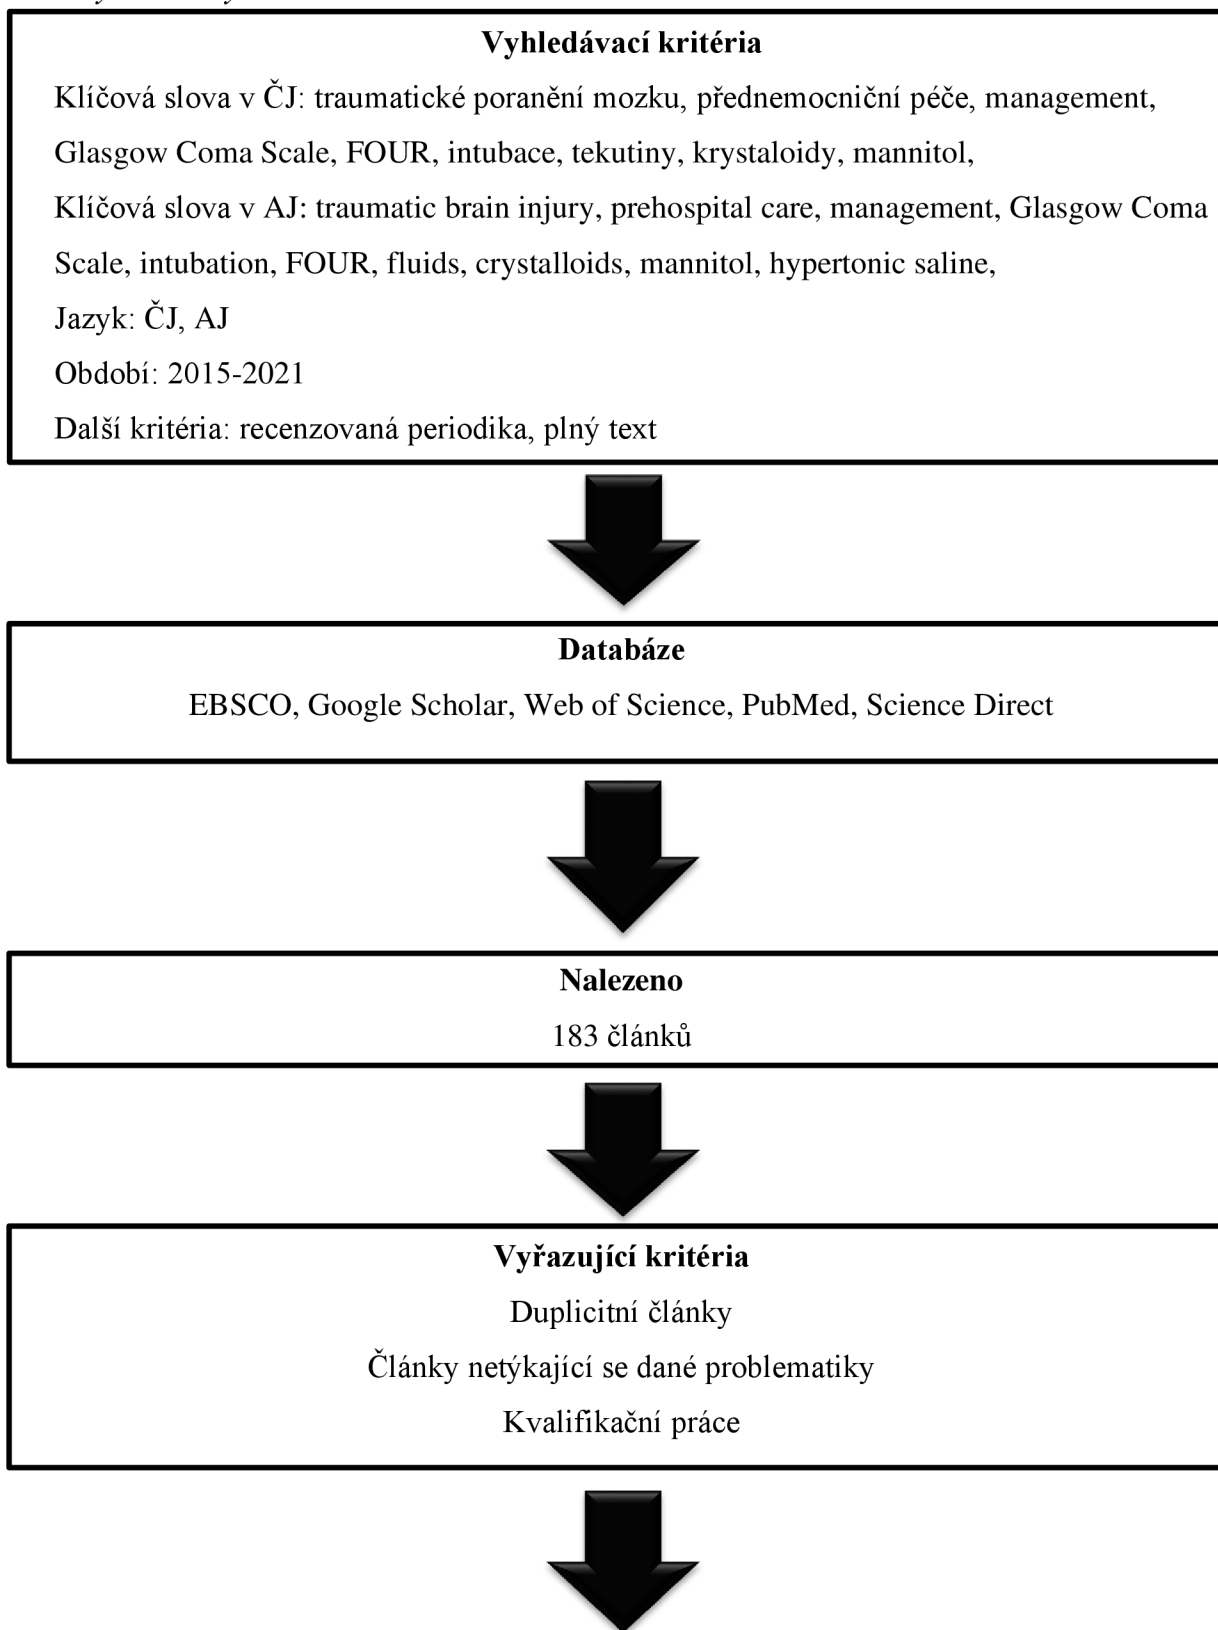 Vyhledávací kritéria
Klíčová slova v ČJ: traumatické poranění mozku, přednemocniční péče, management,
Glasgow Coma Scale, FOUR, intubace, tekutiny, krystaloidy, mannitol,
Klíčová slova v AJ: traumatic brain injury, prehospital care, management, Glasgow Coma
Scale, intubation, FOUR, fluids, crystalloids, mannitol, hypertonic saline,
Jazyk: ČJ, AJ
Období: 2015-2021
Další kritéria: recenzovaná periodika, plný text
Databáze
EBSCO, Google Scholar, Web of Science, PubMed, Science Direct
Nalezeno
183 článků
Vyřazující kritéria
Duplicitní články
Články netýkající se dané problematiky
Kvalifikační práce